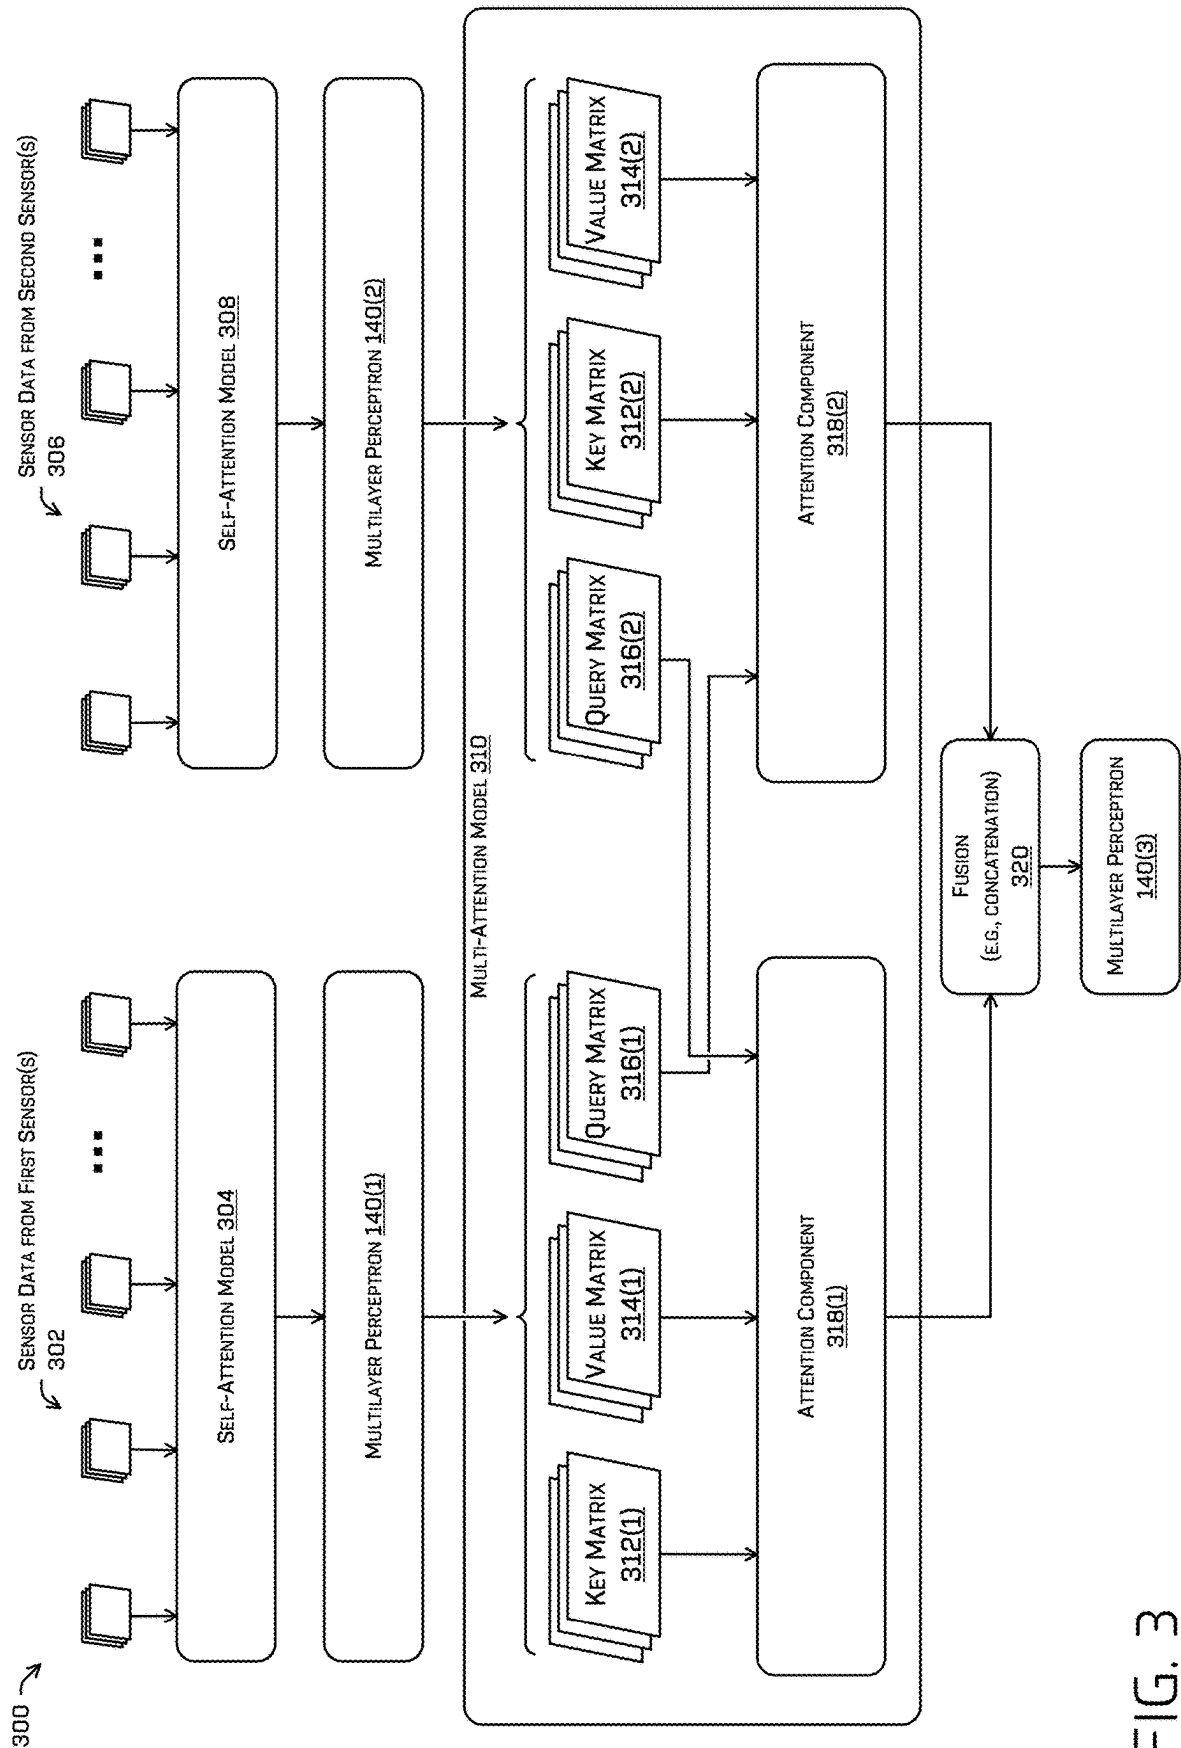 300
SENSOR DATA FROM FIRST SENSOR(S)
302
SENSOR DATA FROM SECOND SENSOR(S)
306
SELF-ATTENTION MODEL 304
SELF-ATTENTION MODEL 308
MULTILAYER PERCEPTRON 140(1)
MULTILAYER PERCEPTRON 140(2)
MULTI-ATTENTION MODEL 310
KEY MATRIX
312(1)
VALUE MATRIX
314(1)
QUERY MATRIX
316(1)
QUERY MATRIX
316(2)
KEY MATRIX
312(2)
VALUE MATRIX
314(2)
ATTENTION COMPONENT
318(1)
ATTENTION COMPONENT
318(2)
FUSION
(E.G., CONCATENATION)
320
MULTILAYER PERCEPTRON
140(3)
FIG. 3